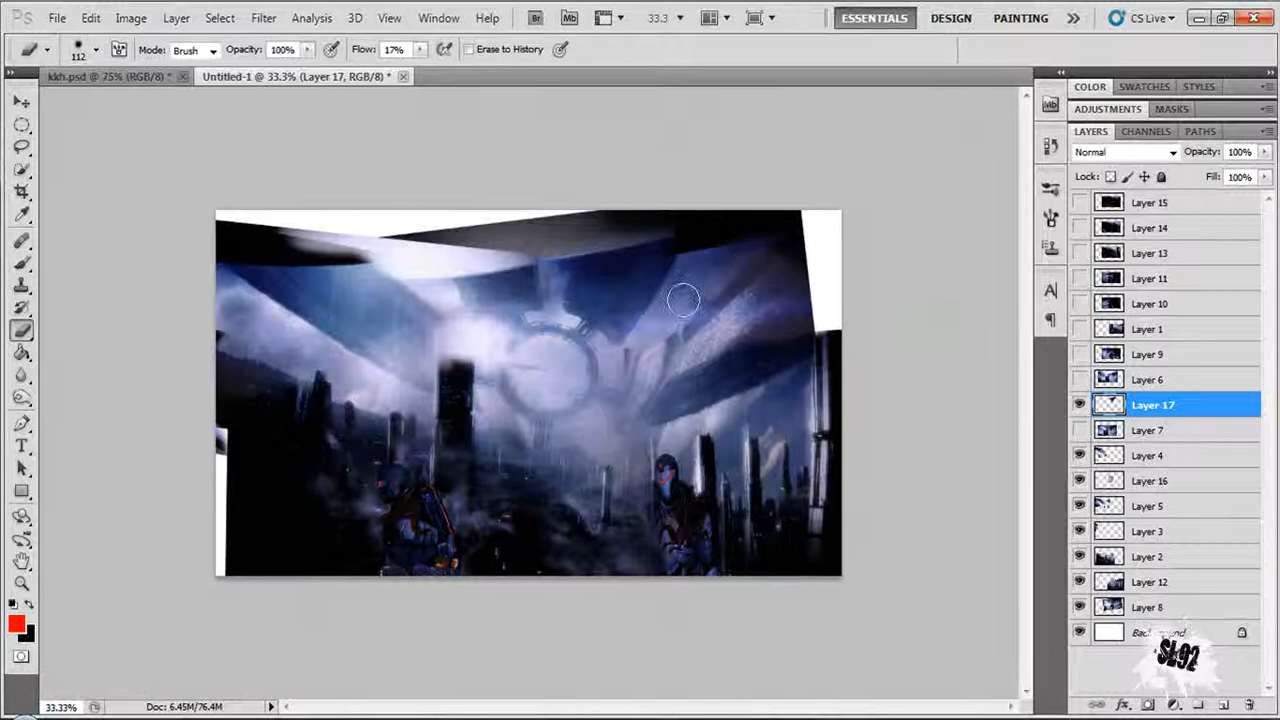 Ps File Edit Image Layer Select Filter Analysis 3D View Window Help Br Mb 33.3 ESSENTIALS DESIGN PAINTING CS Live
112 Mode: Brush Opacity: 100% Flow: 17% Erase to History
kkh.psd @ 75% (RGB/8) * Untitled-1 @ 33.3% (Layer 17, RGB/8) *
COLOR SWATCHES STYLES
Mb
ADJUSTMENTS MASKS
LAYERS CHANNELS PATHS
Normal Opacity: 100%
Lock: Fill: 100%
Layer 15
Layer 14
Layer 13
Layer 11
Layer 10
Layer 1
Layer 9
Layer 6
Layer 17
Layer 7
Layer 4
Layer 16
Layer 5
Layer 3
Layer 2
Layer 12
Layer 8
Background
SL92
33.33% Doc: 6.45M/76.4M